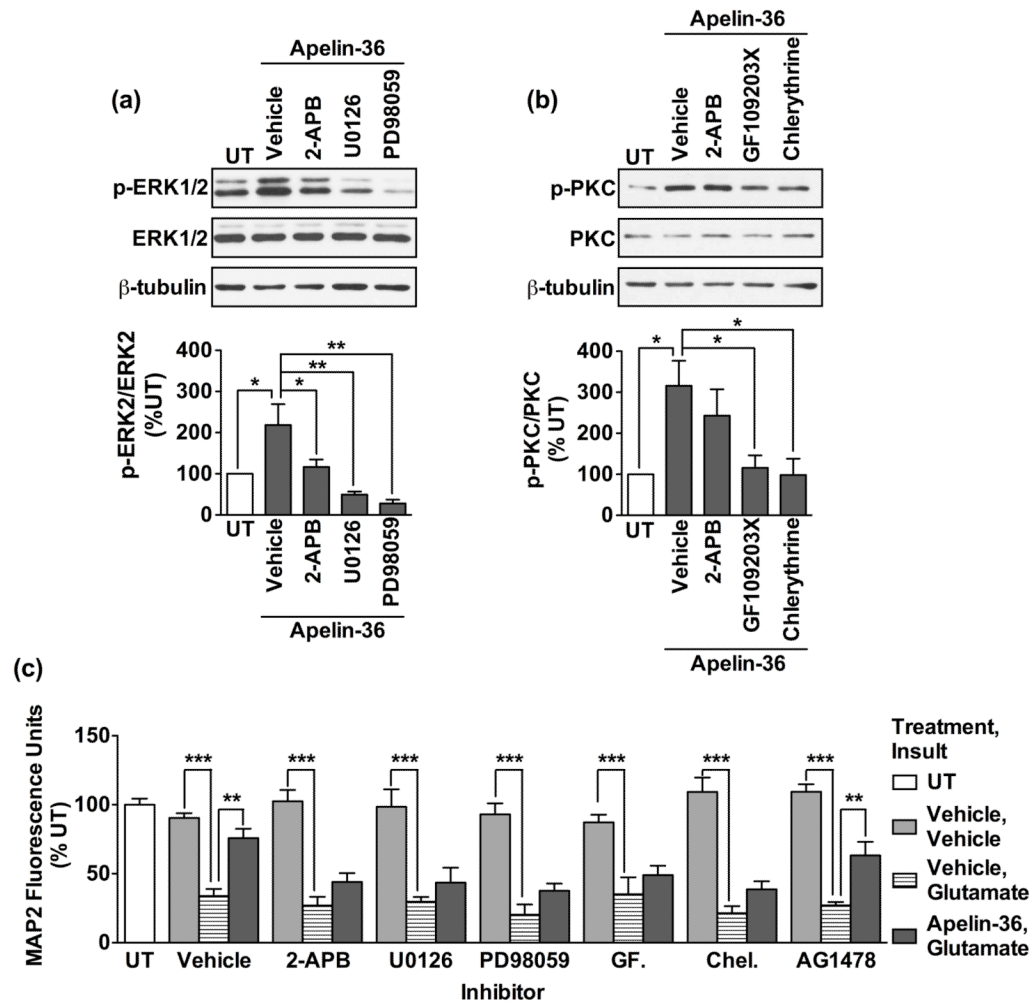 Apelin-36
(a)
UT
Vehicle
2-APB
U0126
PD98059
p-ERK1/2
ERK1/2
β-tubulin
p-ERK2/ERK2
(%UT)
400
300
200
100
0
*
*
**
**
UT
Vehicle
2-APB
U0126
PD98059
Apelin-36
Apelin-36
(b)
UT
Vehicle
2-APB
GF109203X
Chlerythrine
p-PKC
PKC
β-tubulin
p-PKC/PKC
(% UT)
400
300
200
100
0
*
*
*
UT
Vehicle
2-APB
GF109203X
Chlerythrine
Apelin-36
(c)
MAP2 Fluorescence Units
(% UT)
150
100
50
0
***
**
***
***
***
***
***
***
**
UT
Vehicle
2-APB
U0126
PD98059
GF.
Chel.
AG1478
Inhibitor
Treatment,
Insult
UT
Vehicle,
Vehicle
Vehicle,
Glutamate
Apelin-36,
Glutamate